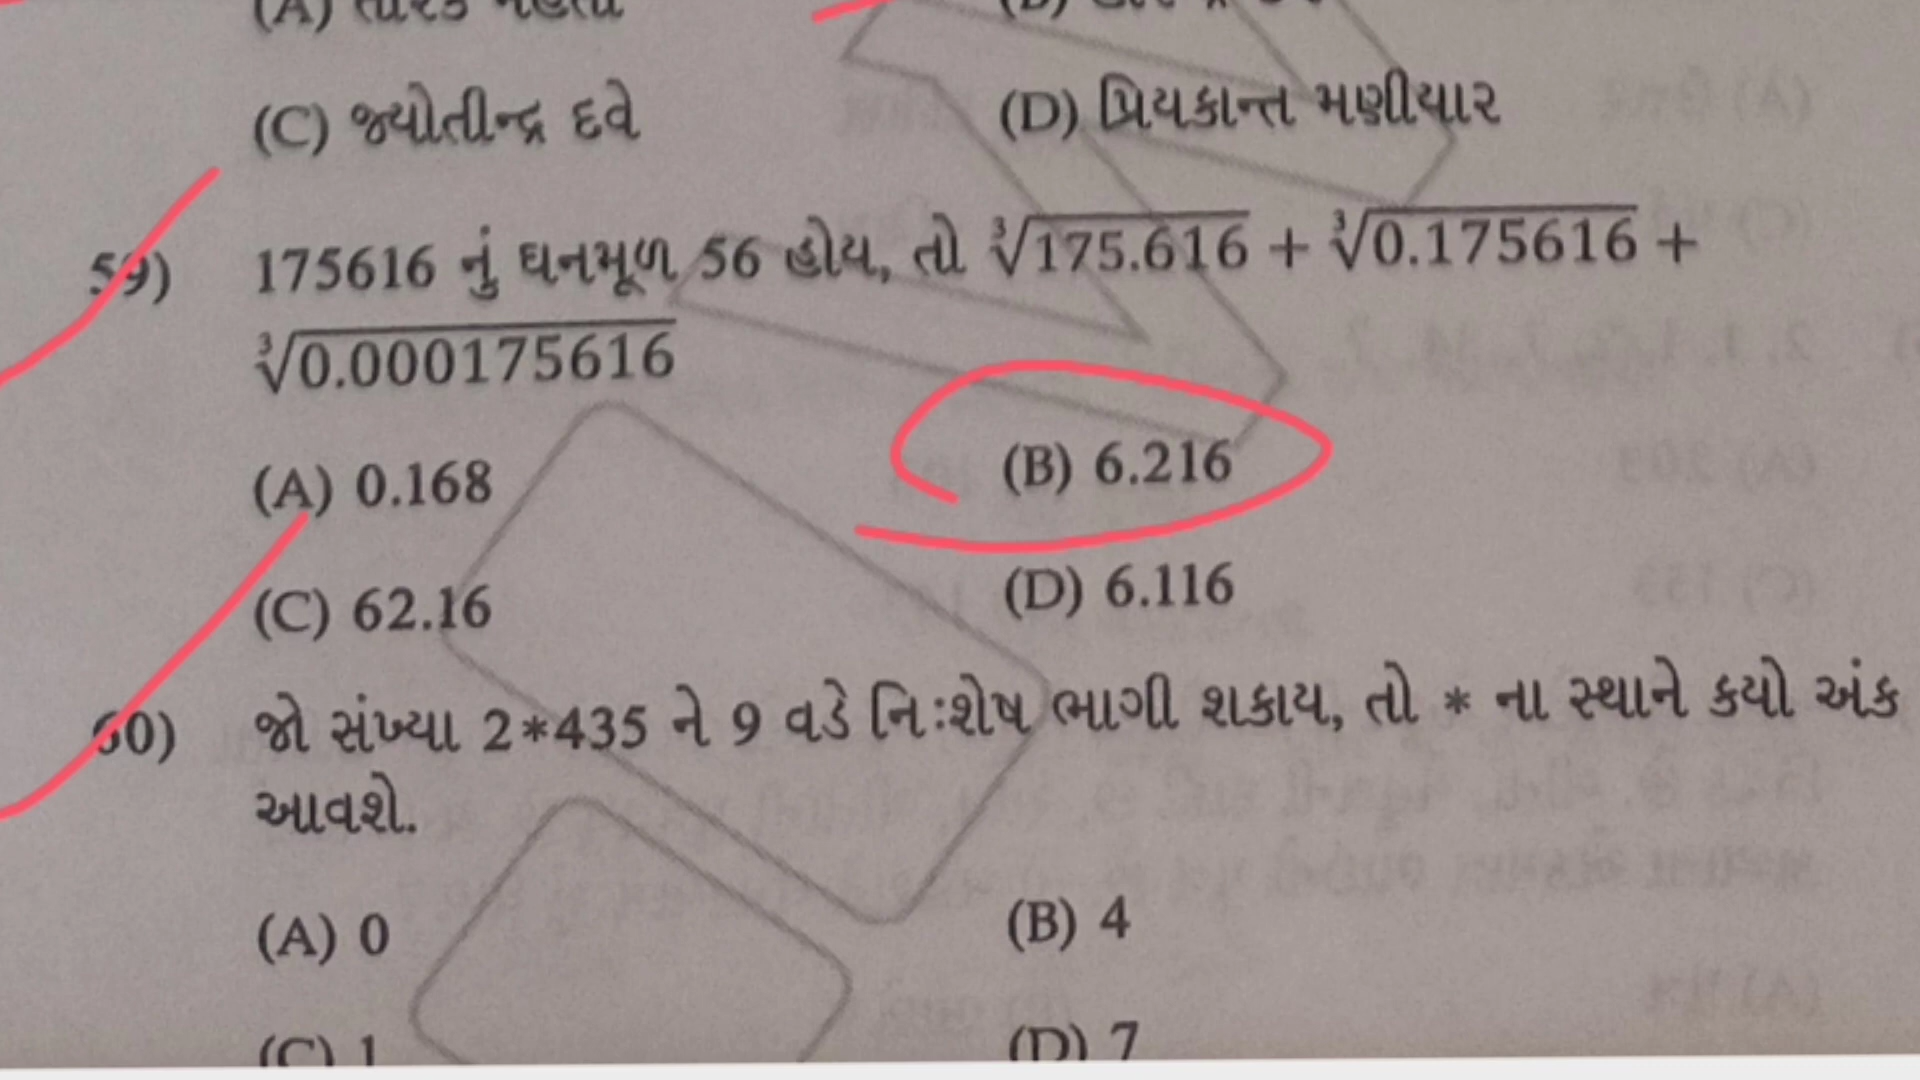 (C) જ્યોતીન્દ્ર દવે (D) પ્રિયકાન્ત મણીયાર
59) 175616 નું ઘનમૂળ 56 હોય, તો ∛175.616 + ∛0.175616 +
∛0.000175616
(A) 0.168 (B) 6.216
(C) 62.16 (D) 6.116
60) જો સંખ્યા 2*435 ને 9 વડે નિ:શેષ ભાગી શકાય, તો * ના સ્થાને કયો અંક
આવશે.
(A) 0 (B) 4
(C) 1 (D) 7